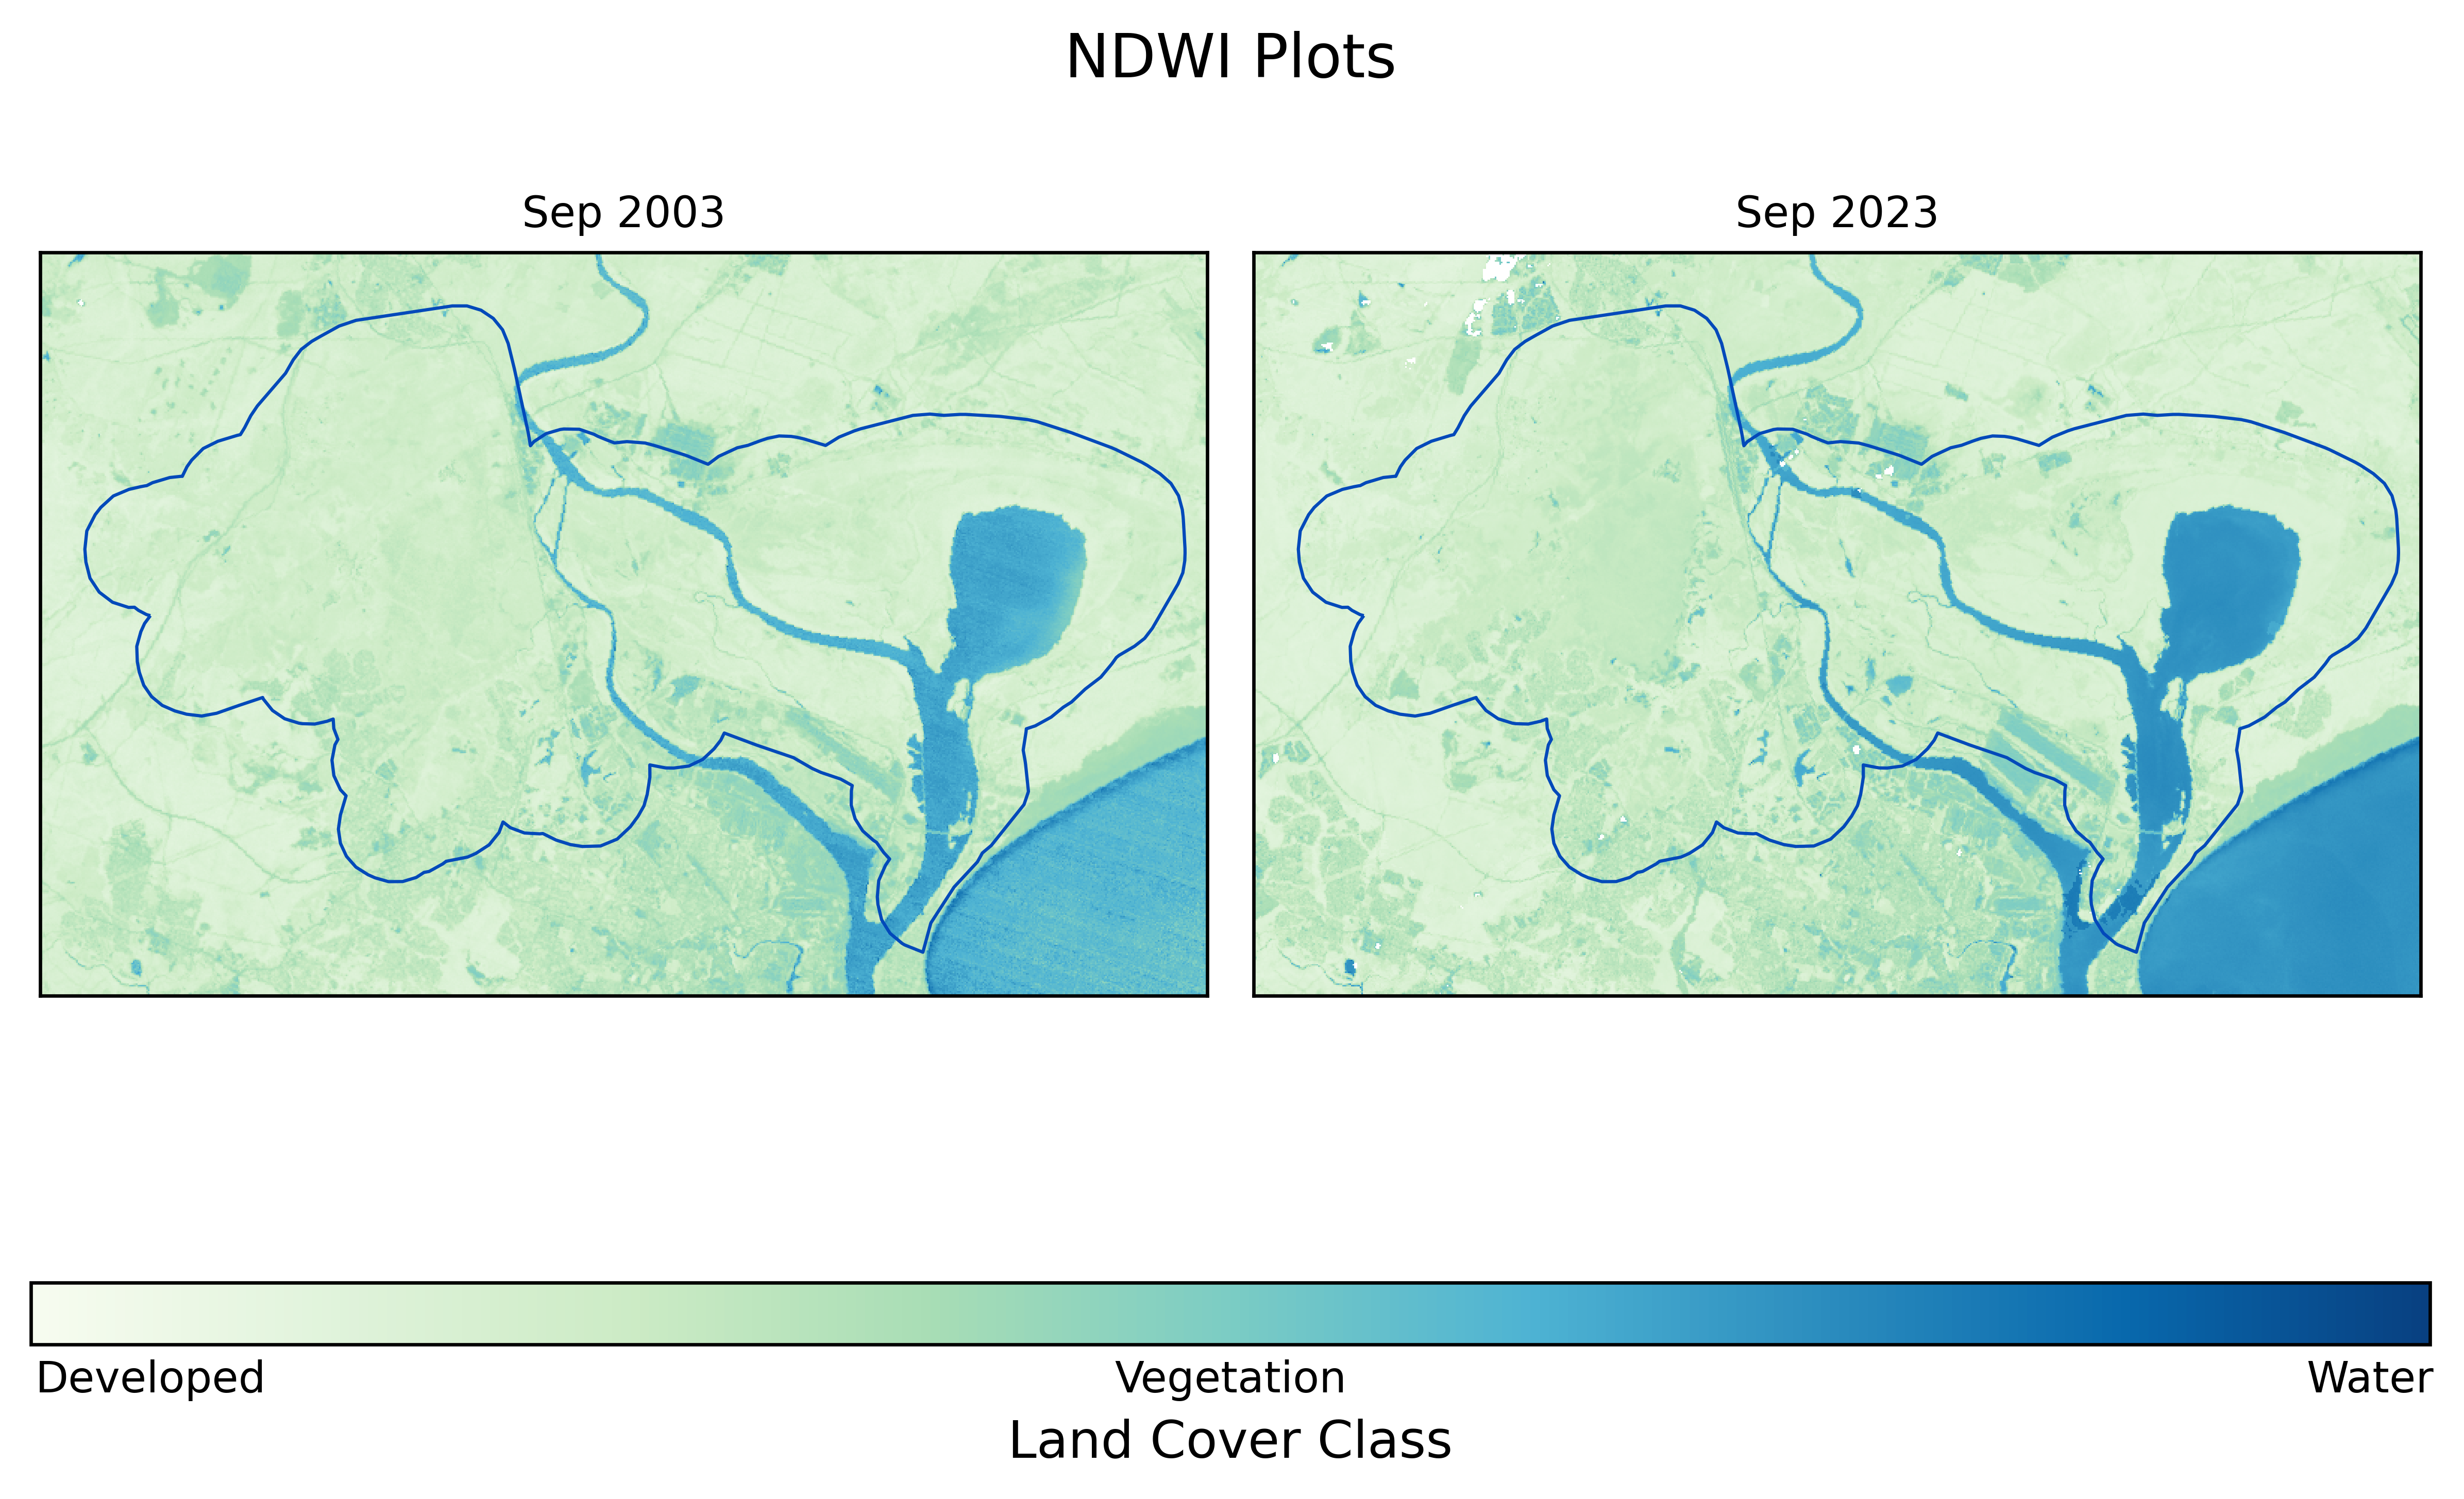 NDWI Plots
Sep 2003
Sep 2023
Developed
Vegetation
Water
Land Cover Class